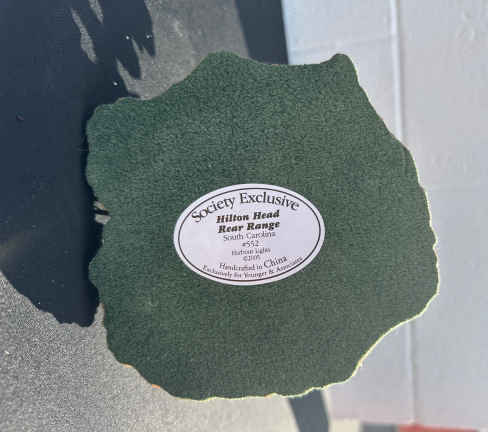 Society Exclusive
Hilton Head
Rear Range
South Carolina
#552
Harbour Lights
©2005
Handcrafted in China
Exclusively for Younger & Associates